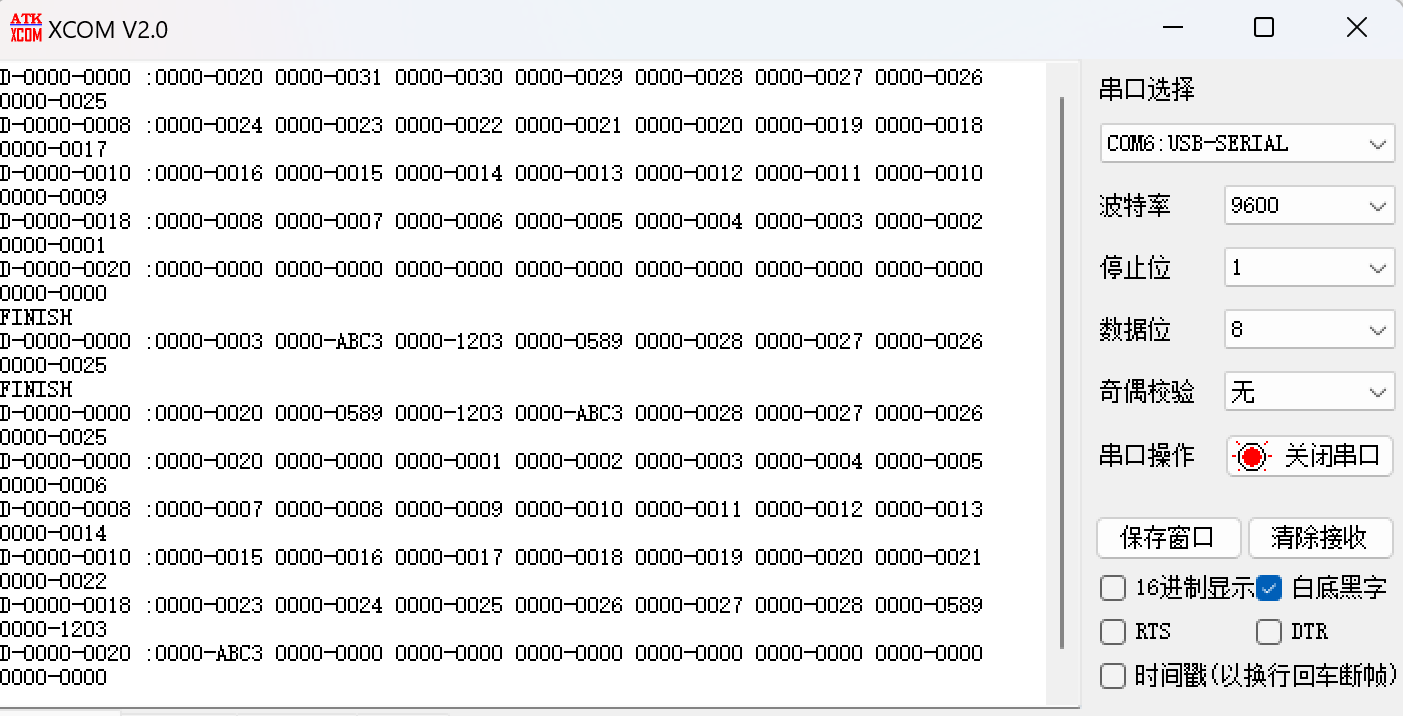 ATK
XCOM XCOM V2.0
D-0000-0000 :0000-0020 0000-0031 0000-0030 0000-0029 0000-0028 0000-0027 0000-0026
0000-0025
D-0000-0008 :0000-0024 0000-0023 0000-0022 0000-0021 0000-0020 0000-0019 0000-0018
0000-0017
D-0000-0010 :0000-0016 0000-0015 0000-0014 0000-0013 0000-0012 0000-0011 0000-0010
0000-0009
D-0000-0018 :0000-0008 0000-0007 0000-0006 0000-0005 0000-0004 0000-0003 0000-0002
0000-0001
D-0000-0020 :0000-0000 0000-0000 0000-0000 0000-0000 0000-0000 0000-0000 0000-0000
0000-0000
FINISH
D-0000-0000 :0000-0003 0000-ABC3 0000-1203 0000-0589 0000-0028 0000-0027 0000-0026
0000-0025
FINISH
D-0000-0000 :0000-0020 0000-0589 0000-1203 0000-ABC3 0000-0028 0000-0027 0000-0026
0000-0025
D-0000-0000 :0000-0020 0000-0000 0000-0001 0000-0002 0000-0003 0000-0004 0000-0005
0000-0006
D-0000-0008 :0000-0007 0000-0008 0000-0009 0000-0010 0000-0011 0000-0012 0000-0013
0000-0014
D-0000-0010 :0000-0015 0000-0016 0000-0017 0000-0018 0000-0019 0000-0020 0000-0021
0000-0022
D-0000-0018 :0000-0023 0000-0024 0000-0025 0000-0026 0000-0027 0000-0028 0000-0589
0000-1203
D-0000-0020 :0000-ABC3 0000-0000 0000-0000 0000-0000 0000-0000 0000-0000 0000-0000
0000-0000
串口选择
COM6:USB-SERIAL
波特率 9600
停止位 1
数据位 8
奇偶校验 无
串口操作 关闭串口
保存窗口 清除接收
16进制显示 白底黑字
RTS DTR
时间戳(以换行回车断帧)